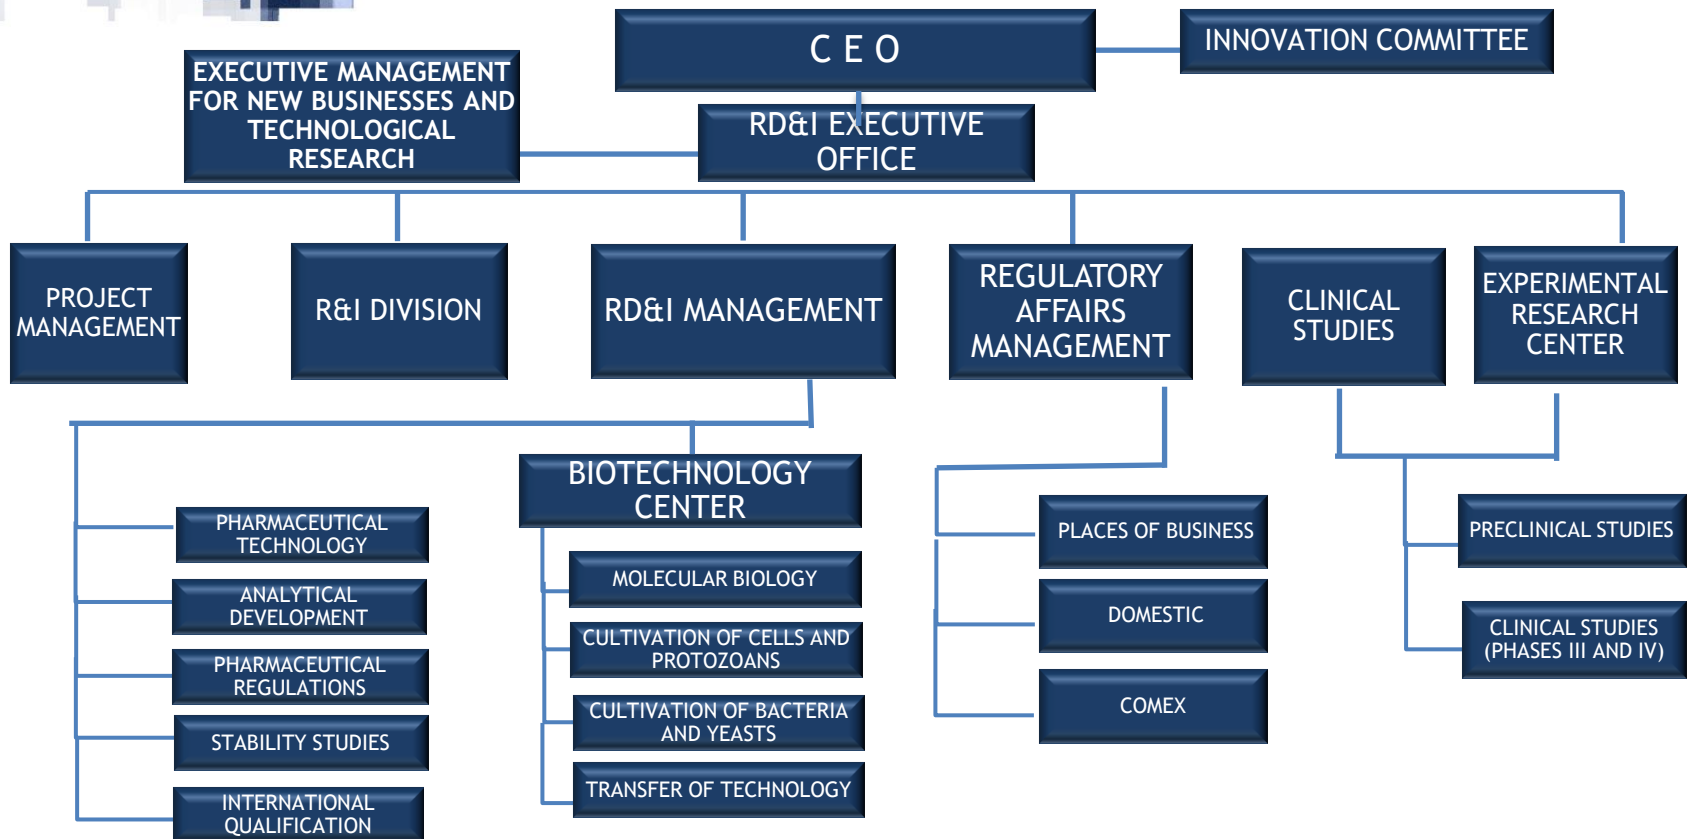 C E O
INNOVATION COMMITTEE
EXECUTIVE MANAGEMENT
FOR NEW BUSINESSES AND
TECHNOLOGICAL
RESEARCH
RD&I EXECUTIVE
OFFICE
PROJECT
MANAGEMENT
R&I DIVISION
RD&I MANAGEMENT
REGULATORY
AFFAIRS
MANAGEMENT
CLINICAL
STUDIES
EXPERIMENTAL
RESEARCH
CENTER
PHARMACEUTICAL
TECHNOLOGY
ANALYTICAL
DEVELOPMENT
PHARMACEUTICAL
REGULATIONS
STABILITY STUDIES
INTERNATIONAL
QUALIFICATION
BIOTECHNOLOGY
CENTER
MOLECULAR BIOLOGY
CULTIVATION OF CELLS AND
PROTOZOANS
CULTIVATION OF BACTERIA
AND YEASTS
TRANSFER OF TECHNOLOGY
PLACES OF BUSINESS
DOMESTIC
COMEX
PRECLINICAL STUDIES
CLINICAL STUDIES
(PHASES III AND IV)